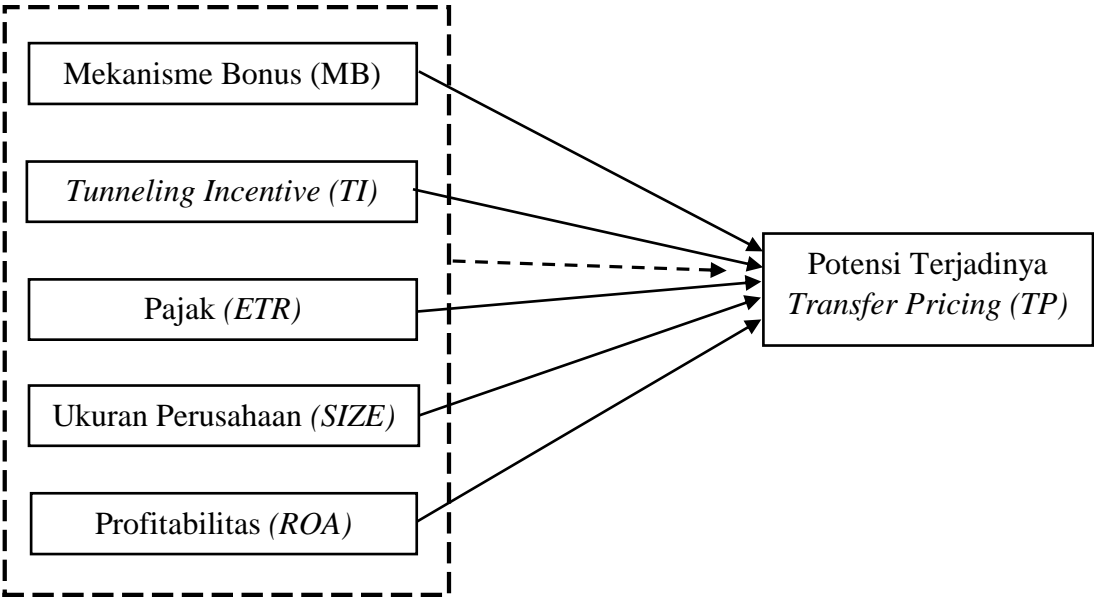 Mekanisme Bonus (MB)
Tunneling Incentive (TI)
Pajak (ETR)
Ukuran Perusahaan (SIZE)
Profitabilitas (ROA)
Potensi Terjadinya
Transfer Pricing (TP)